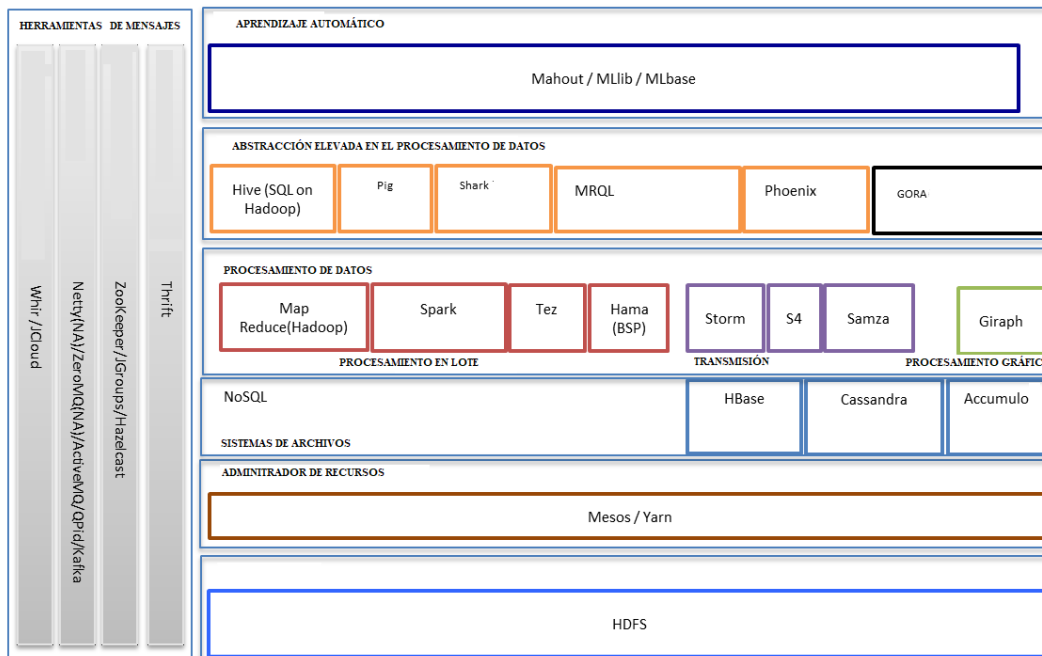 HERRAMIENTAS DE MENSAJES
Whir /JCloud
Netty(NA)/ZeroMQ(NA)/ActiveMQ/QPid/Kafka
ZooKeeper/JGroups/Hazelcast
Thrift
APRENDIZAJE AUTOMÁTICO
Mahout / MLlib / MLbase
ABSTRACCIÓN ELEVADA EN EL PROCESAMIENTO DE DATOS
Hive (SQL on
Hadoop)
Pig
Shark
MRQL
Phoenix
GORA
PROCESAMIENTO DE DATOS
Map
Reduce(Hadoop)
Spark
Tez
Hama
(BSP)
Storm
S4
Samza
Giraph
PROCESAMIENTO EN LOTE
TRANSMISIÓN
PROCESAMIENTO GRÁFIC
NoSQL
HBase
Cassandra
Accumulo
SISTEMAS DE ARCHIVOS
ADMINITRADOR DE RECURSOS
Mesos / Yarn
HDFS